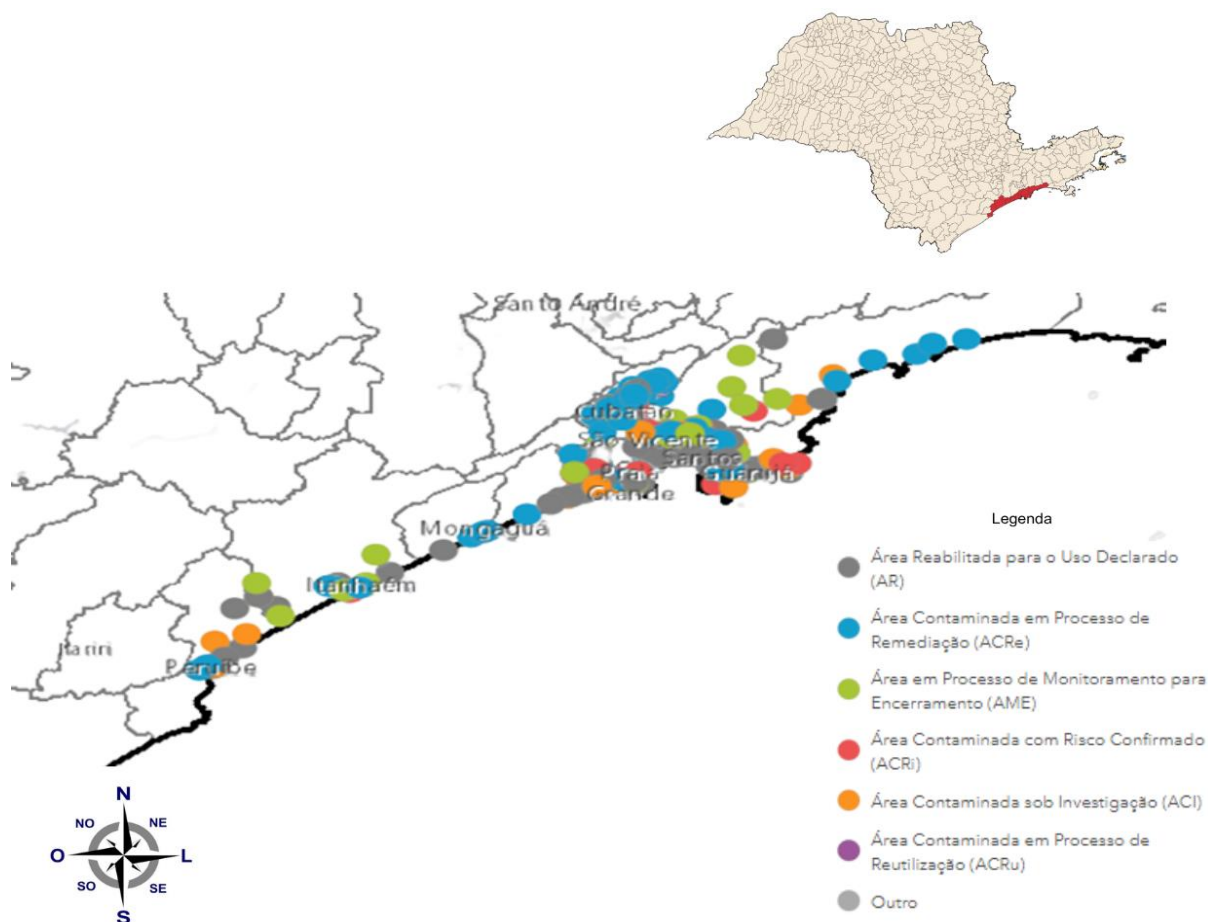 Santo André
Cubatão
São Vicente
Santos
Praia
Guarujá
Grande
Mongaguá
Itanhaém
Itariri
Peruíbe
Legenda
Área Reabilitada para o Uso Declarado
(AR)
Área Contaminada em Processo de
Remediação (ACRe)
Área em Processo de Monitoramento para
Encerramento (AME)
Área Contaminada com Risco Confirmado
(ACRi)
Área Contaminada sob Investigação (ACI)
Área Contaminada em Processo de
Reutilização (ACRu)
Outro
N
NO NE
O L
SO SE
S